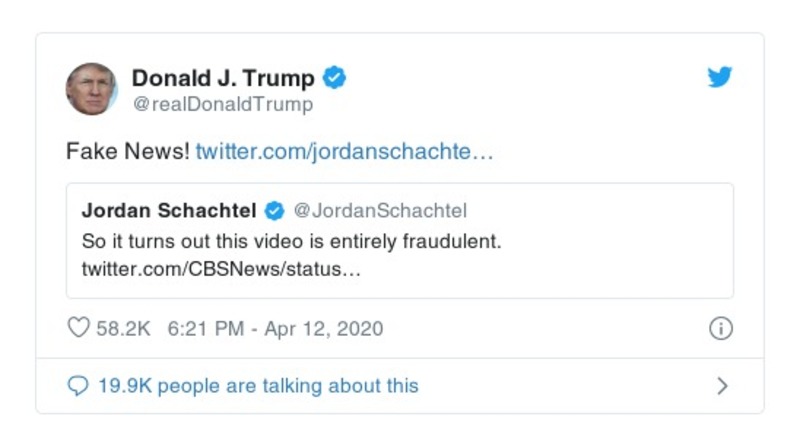 Donald J. Trump
@realDonaldTrump
Fake News! twitter.com/jordanschachte…
Jordan Schachtel @JordanSchachtel
So it turns out this video is entirely fraudulent.
twitter.com/CBSNews/status…
58.2K 6:21 PM - Apr 12, 2020
19.9K people are talking about this